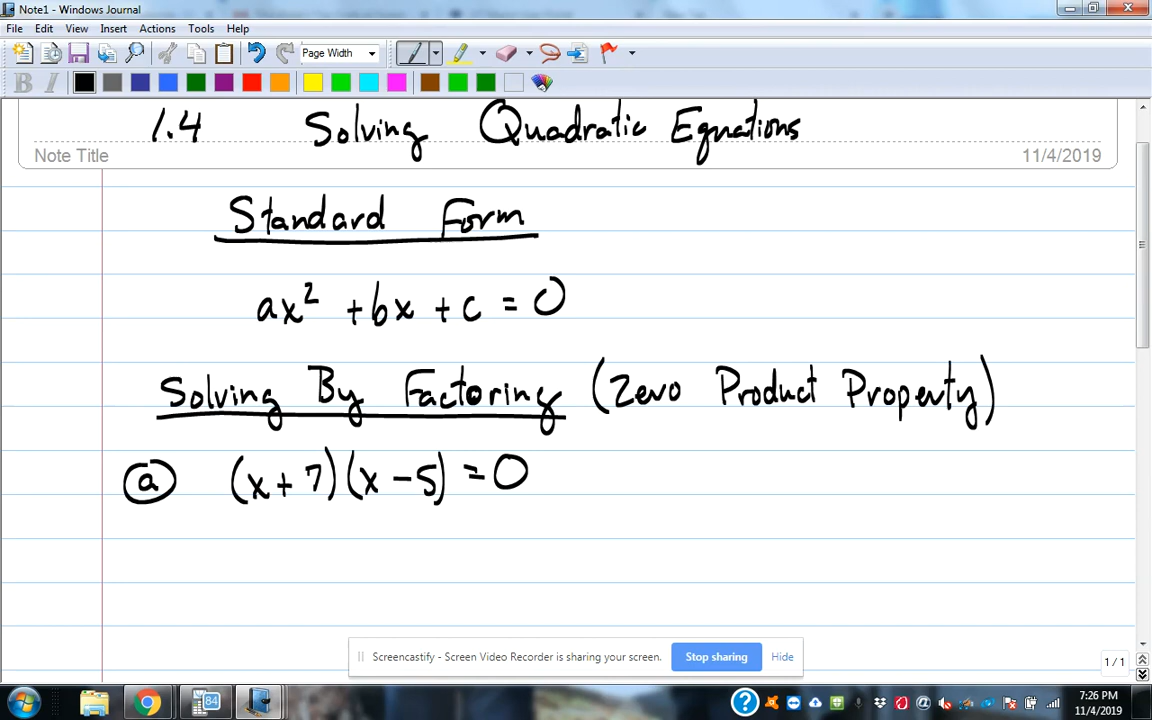 Note1 - Windows Journal
File Edit View Insert Actions Tools Help
Page Width
B I
1.4 Solving Quadratic Equations
Note Title 11/4/2019
Standard Form
ax² + bx + c = 0
Solving By Factoring (Zero Product Property)
ⓐ (x + 7)(x - 5) = 0
Screencastify - Screen Video Recorder is sharing your screen. Stop sharing Hide
1 / 1
84
7:26 PM
11/4/2019